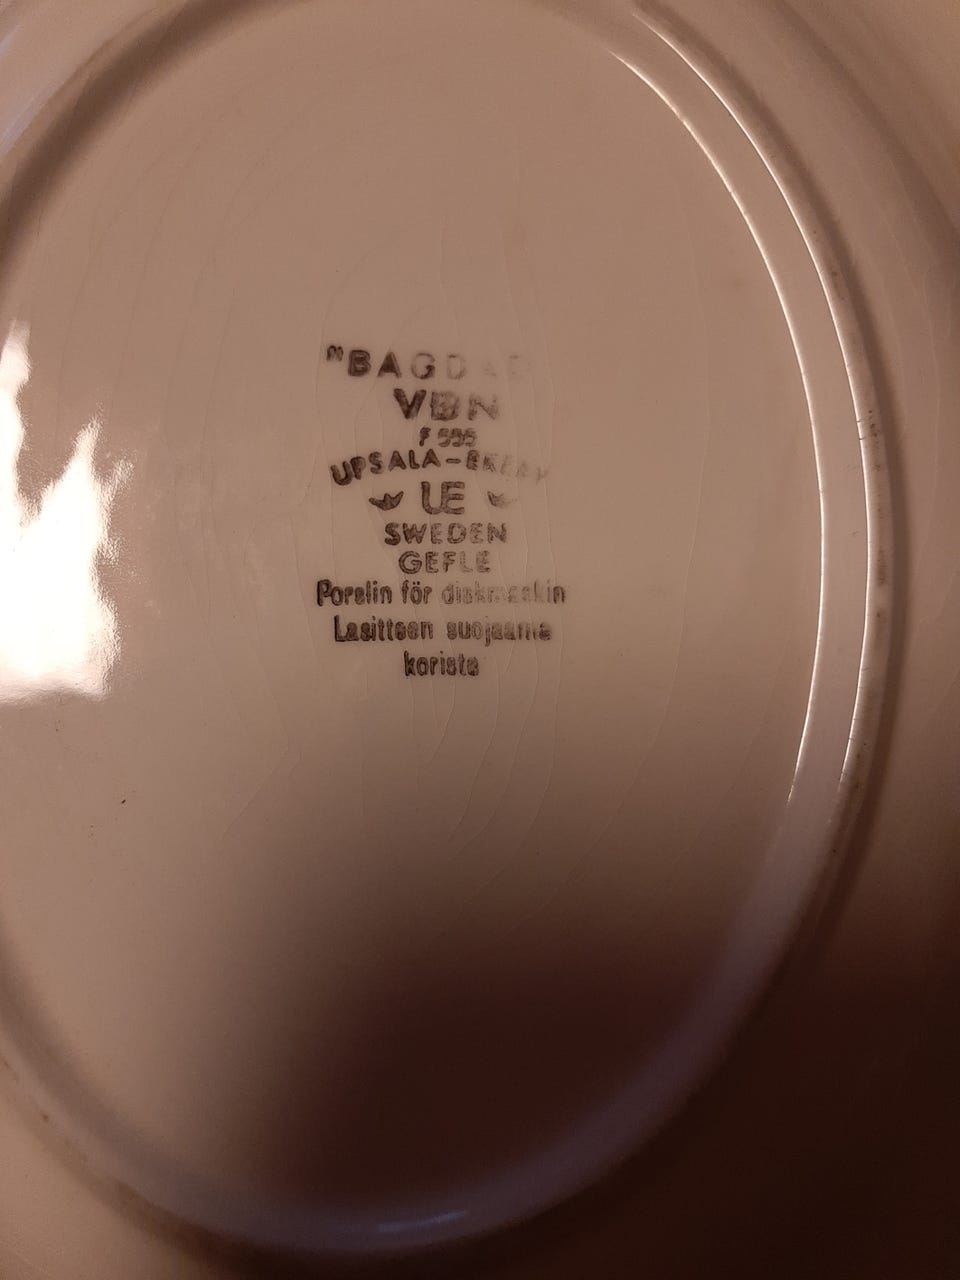 "BAGDAD
VBN
F 555
UPSALA-EKEBY
UE
SWEDEN
GEFLE
Porslin för diskmaskin
Lasitteen suojaama
koriste